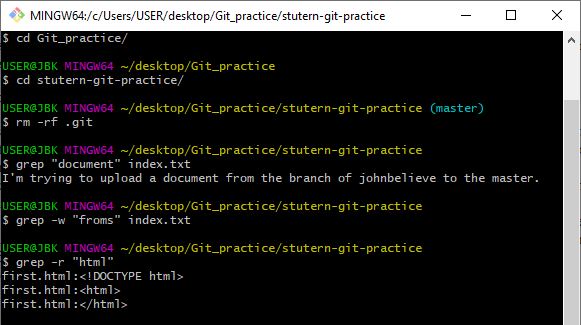 MINGW64:/c/Users/USER/desktop/Git_practice/stutern-git-practice
$ cd Git_practice/
USER@JBK MINGW64 ~/desktop/Git_practice
$ cd stutern-git-practice/
USER@JBK MINGW64 ~/desktop/Git_practice/stutern-git-practice (master)
$ rm -rf .git
USER@JBK MINGW64 ~/desktop/Git_practice/stutern-git-practice
$ grep "document" index.txt
I'm trying to upload a document from the branch of johnbelieve to the master.
USER@JBK MINGW64 ~/desktop/Git_practice/stutern-git-practice
$ grep -w "froms" index.txt
USER@JBK MINGW64 ~/desktop/Git_practice/stutern-git-practice
$ grep -r "html"
first.html:<!DOCTYPE html>
first.html:<html>
first.html:</html>